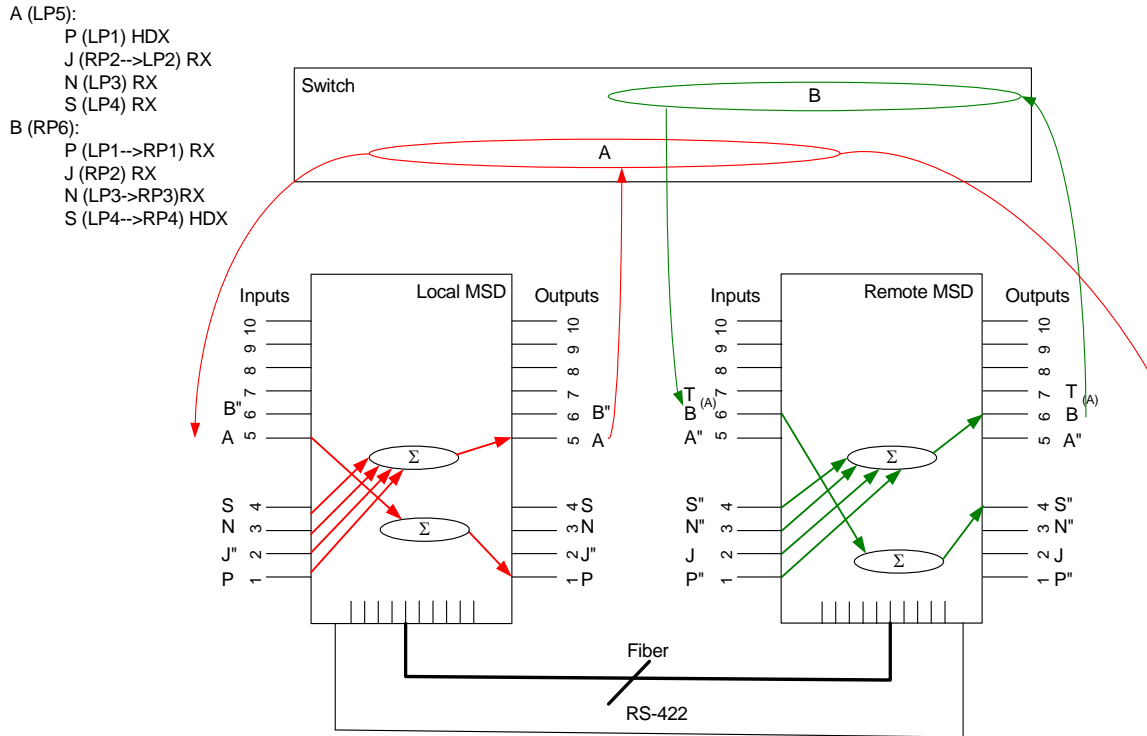 A (LP5):
P (LP1) HDX
J (RP2-->LP2) RX
N (LP3) RX
S (LP4) RX
B (RP6):
P (LP1-->RP1) RX
J (RP2) RX
N (LP3->RP3)RX
S (LP4-->RP4) HDX
Switch
B
A
Inputs
Local MSD
Outputs
Inputs
Remote MSD
Outputs
10
10
10
10
9
9
9
9
8
8
8
8
7
7
7
T
7
T
B"
6
6
B"
B
(A)
6
6
B
(A)
A
5
5
A
A"
5
5
A"
Σ
Σ
S
4
4
S
S"
4
4
S"
N
3
3
N
N"
3
3
N"
Σ
J"
2
2
J"
J
2
2
J
Σ
P
1
1
P
P"
1
1
P"
Fiber
RS-422